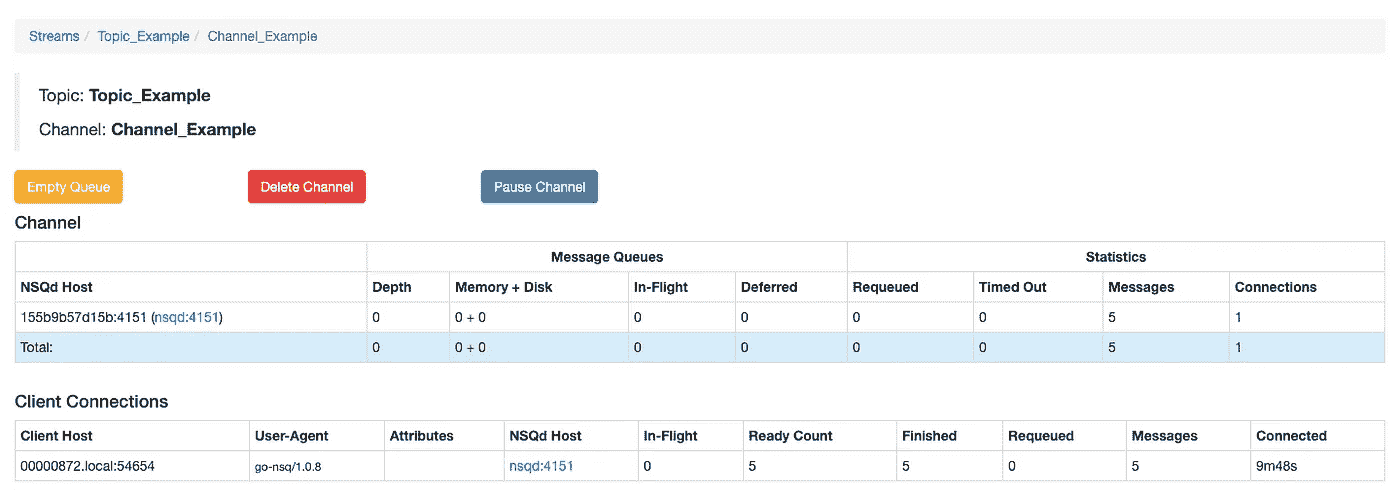 Streams / Topic_Example / Channel_Example
Topic: Topic_Example
Channel: Channel_Example
Empty Queue Delete Channel Pause Channel
Channel
Message Queues Statistics
NSQd Host Depth Memory + Disk In-Flight Deferred Requeued Timed Out Messages Connections
155b9b57d15b:4151 (nsqd:4151) 0 0 + 0 0 0 0 0 5 1
Total: 0 0 + 0 0 0 0 0 5 1
Client Connections
Client Host User-Agent Attributes NSQd Host In-Flight Ready Count Finished Requeued Messages Connected
00000872.local:54654 go-nsq/1.0.8 nsqd:4151 0 5 5 0 5 9m48s